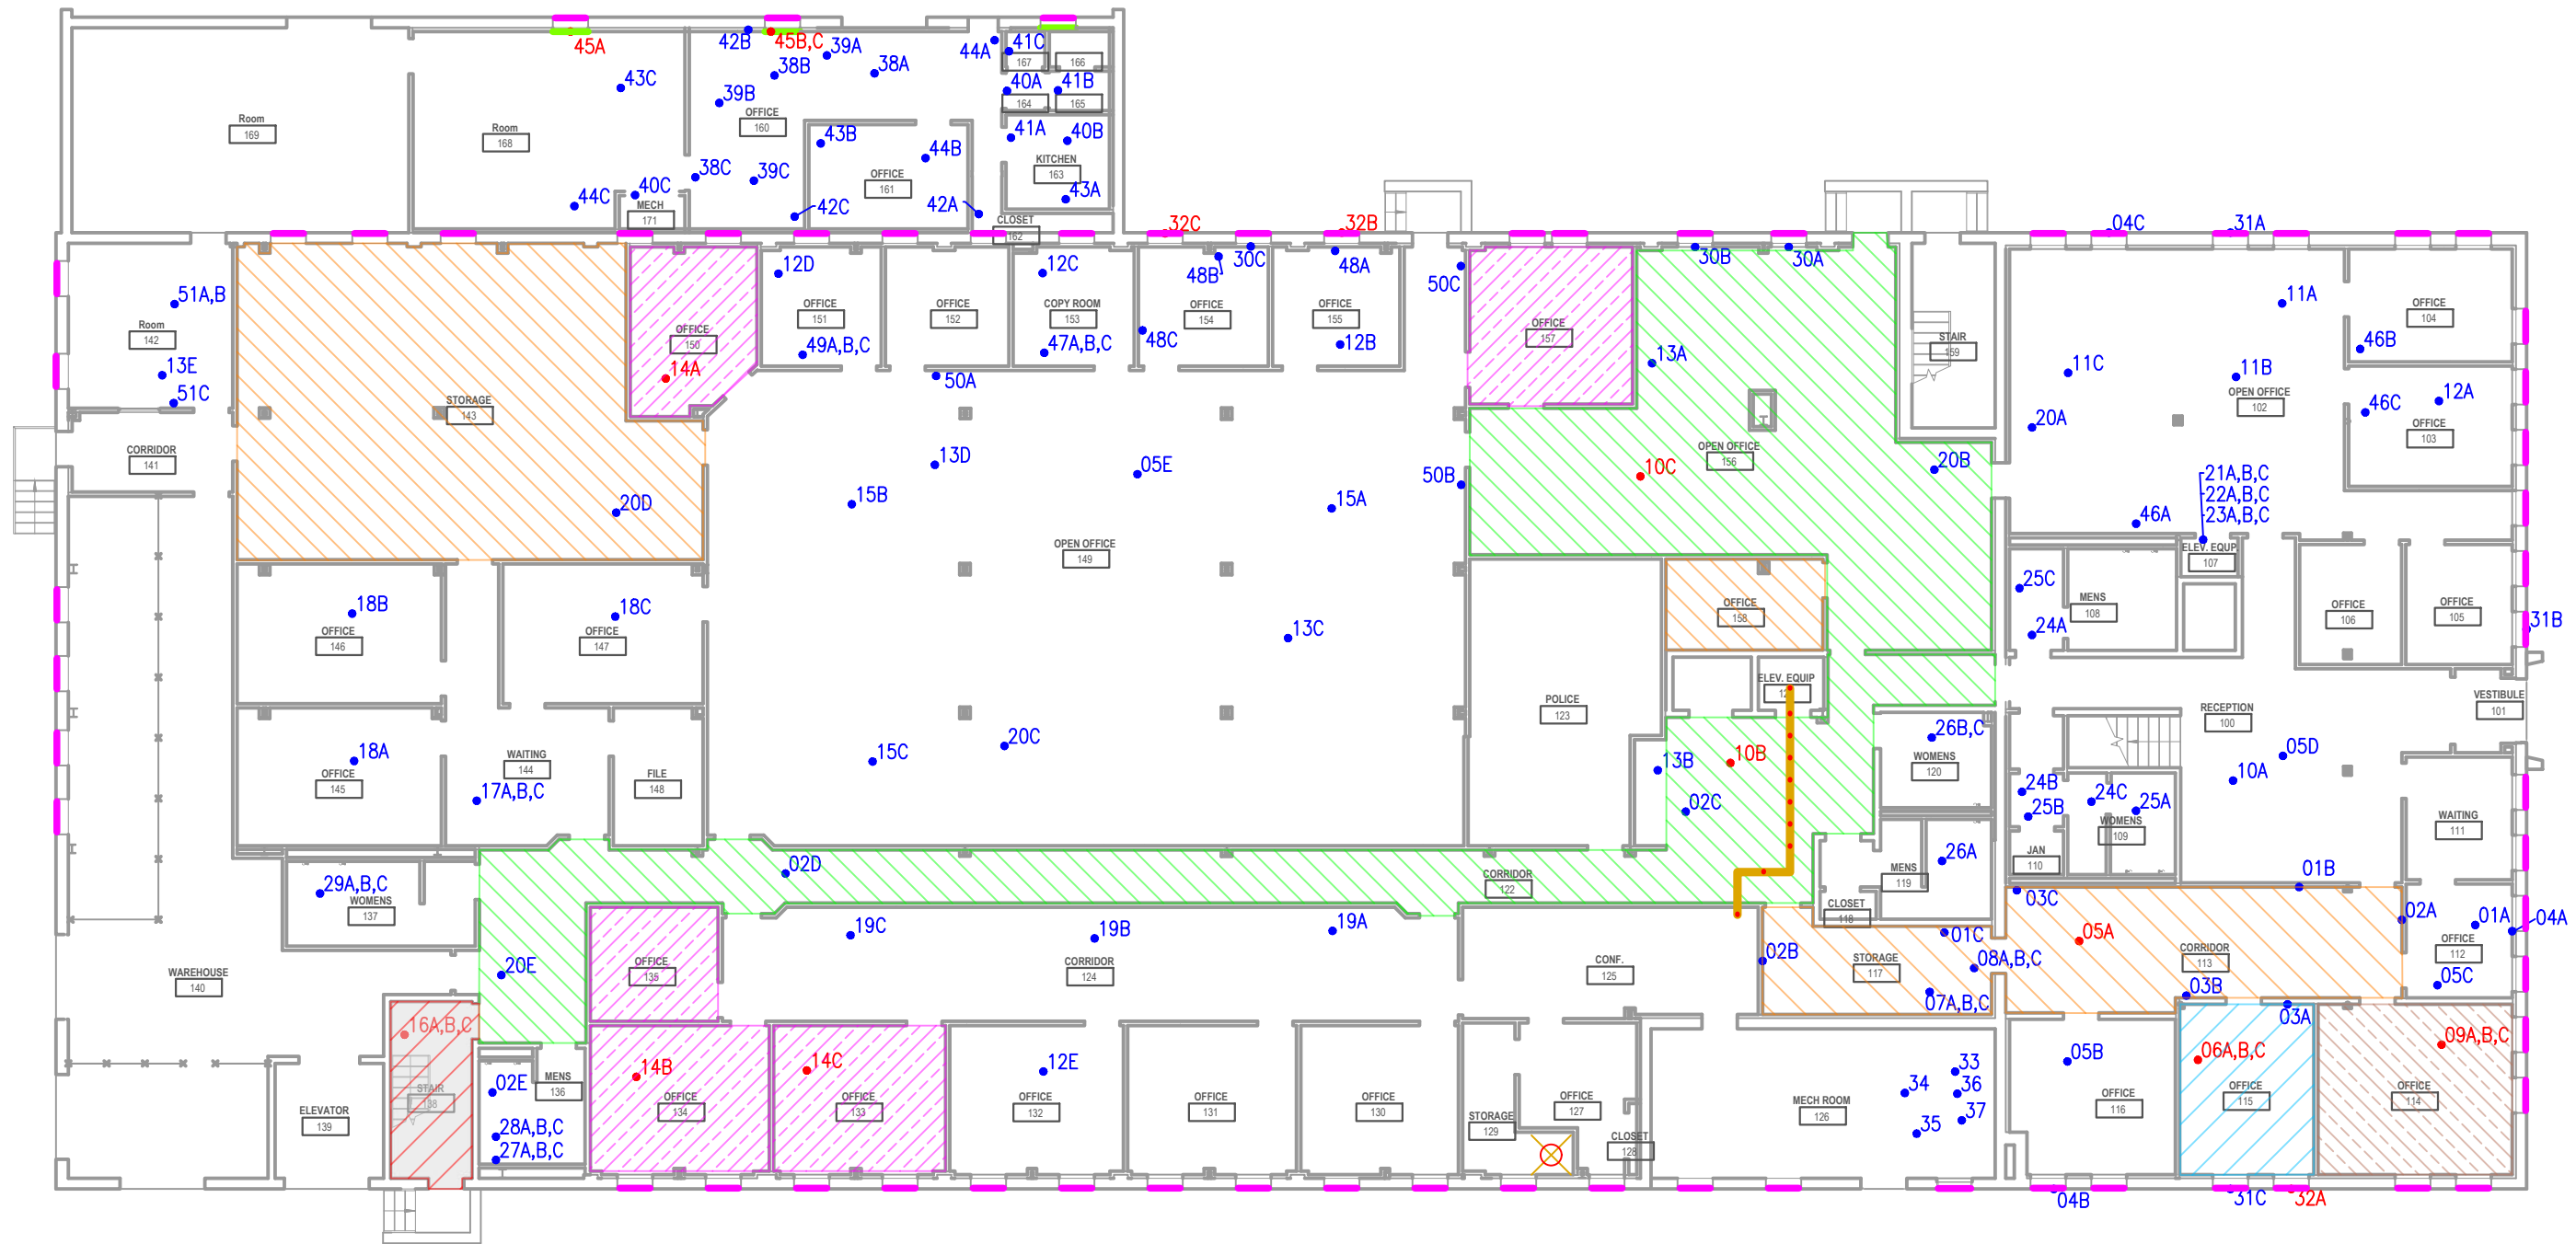 42B
45B,C
39A
44A
41C
45A
38B
38A
167
166
43C
40A
41B
39B
164
165
Room
169
Room
168
OFFICE
160
43B
41A
40B
44B
KITCHEN
163
38C
39C
OFFICE
161
44C
40C
MECH
171
42C
42A
43A
CLOSET
162
32C
32B
04C
31A
12D
12C
48B
30C
48A
50C
30B
30A
51A,B
Room
142
OFFICE
150
OFFICE
151
OFFICE
152
COPY ROOM
153
OFFICE
154
OFFICE
155
OFFICE
157
STAIR
159
11A
OFFICE
104
49A,B,C
47A,B,C
48C
12B
13A
46B
13E
14A
50A
11C
11B
OPEN OFFICE
102
12A
51C
STORAGE
143
20A
46C
OFFICE
103
CORRIDOR
141
13D
05E
10C
OPEN OFFICE
156
20B
21A,B,C
22A,B,C
23A,B,C
20D
15B
15A
50B
46A
OPEN OFFICE
149
ELEV. EQUP
107
18B
OFFICE
146
18C
OFFICE
147
13C
OFFICE
158
25C
MENS
108
24A
OFFICE
106
OFFICE
105
31B
ELEV. EQUIP
POLICE
123
VESTIBULE
101
RECEPTION
100
18A
OFFICE
145
WAITING
144
FILE
148
17A,B,C
15C
20C
13B
10B
02C
26B,C
WOMENS
120
05D
10A
24B
25B
24C
25A
WOMENS
109
WAITING
111
JAN
110
29A,B,C
WOMENS
137
02D
CORRIDOR
122
26A
MENS
119
CLOSET
118
01B
03C
02A
01A
04A
OFFICE
112
19C
19B
19A
01C
05A
20E
OFFICE
135
CORRIDOR
124
CONF.
125
02B
STORAGE
117
08A,B,C
CORRIDOR
113
05C
WAREHOUSE
140
07A,B,C
03B
03A
16A,B,C
STAIR
138
02E
MENS
136
14B
OFFICE
134
14C
OFFICE
133
12E
OFFICE
132
OFFICE
131
OFFICE
130
STORAGE
129
OFFICE
127
CLOSET
128
MECH ROOM
126
33
34
36
37
35
05B
OFFICE
116
06A,B,C
OFFICE
115
09A,B,C
OFFICE
114
ELEVATOR
139
28A,B,C
27A,B,C
04B
31C
32A